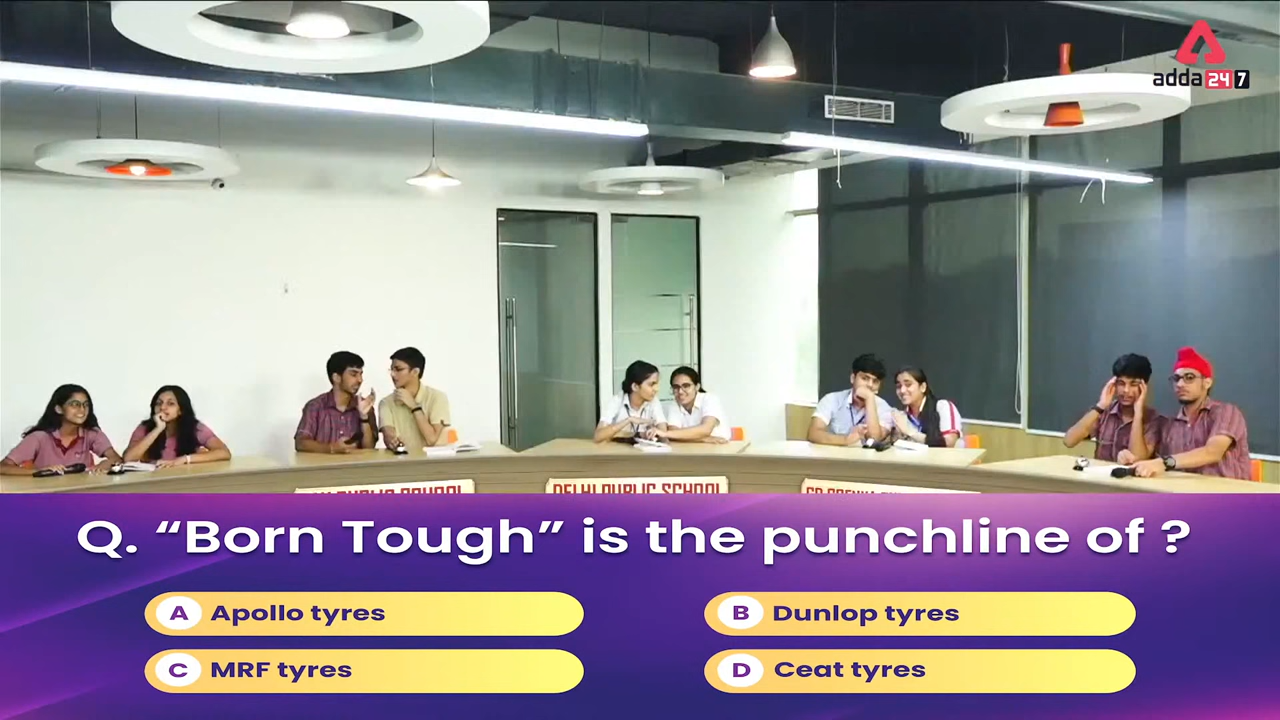 adda 24 7
DELHI PUBLIC SCHOOL
Q. “Born Tough” is the punchline of ?
A Apollo tyres
B Dunlop tyres
C MRF tyres
D Ceat tyres